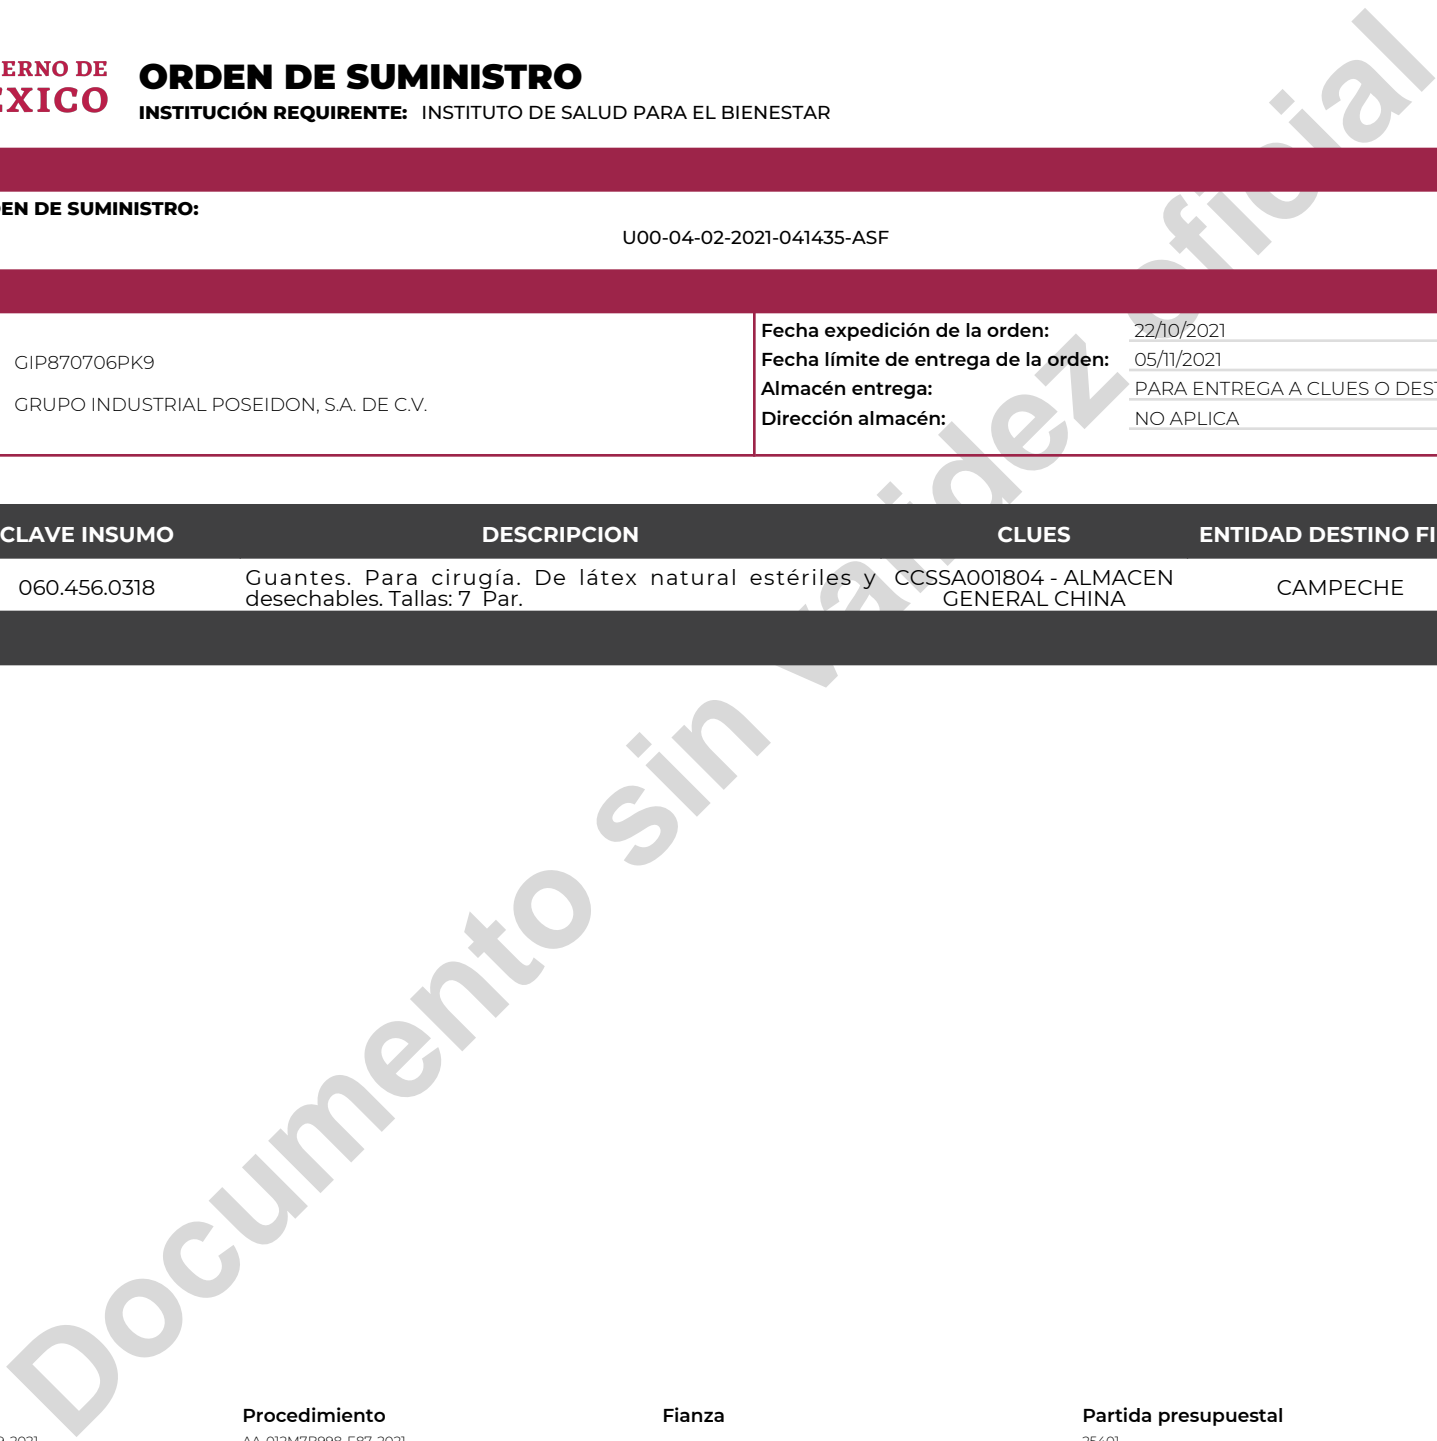 ERNO DE
EXICO
ORDEN DE SUMINISTRO
INSTITUCIÓN REQUIRENTE: INSTITUTO DE SALUD PARA EL BIENESTAR
EN DE SUMINISTRO:
U00-04-02-2021-041435-ASF
GIP870706PK9
GRUPO INDUSTRIAL POSEIDON, S.A. DE C.V.
Fecha expedición de la orden: 22/10/2021
Fecha límite de entrega de la orden: 05/11/2021
Almacén entrega: PARA ENTREGA A CLUES O DEST
Dirección almacén: NO APLICA
CLAVE INSUMO DESCRIPCION CLUES ENTIDAD DESTINO FI
060.456.0318 Guantes. Para cirugía. De látex natural estériles y desechables. Tallas: 7 Par. CCSSA001804 - ALMACEN GENERAL CHINA CAMPECHE
Documento sin validez oficial
Procedimiento Fianza Partida presupuestal